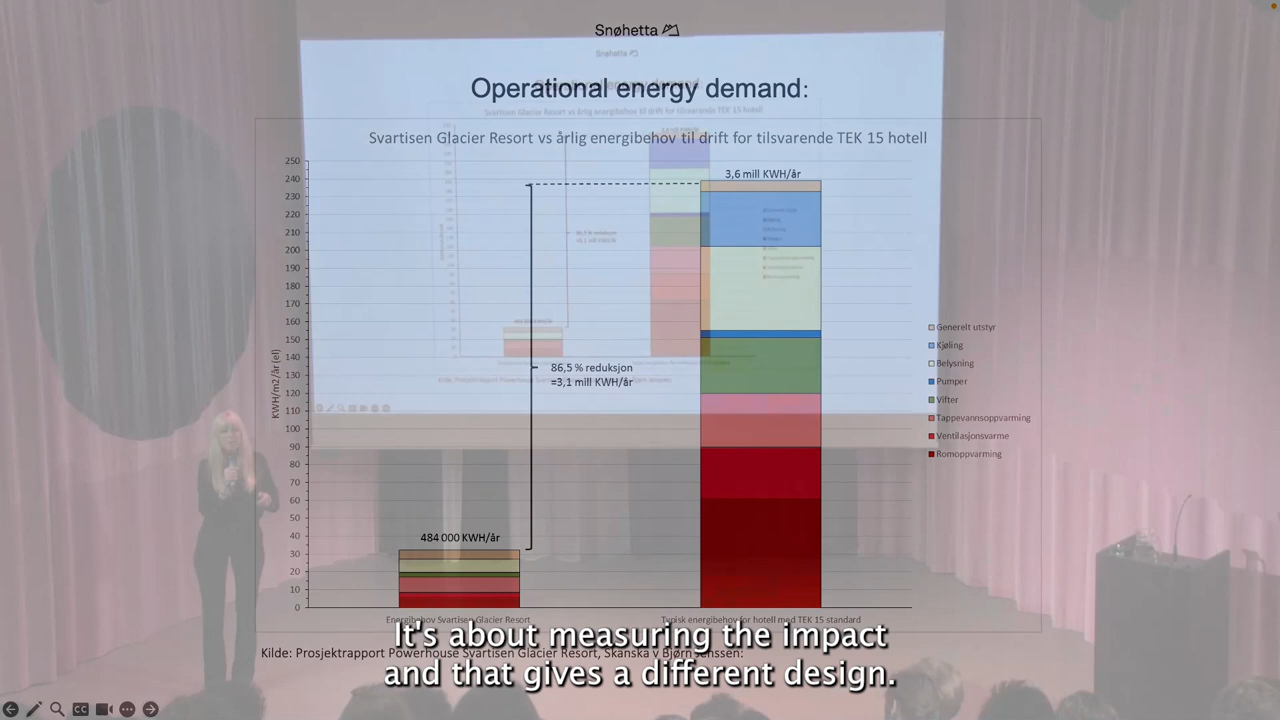 Snøhetta
Operational energy demand:
Svartisen Glacier Resort vs årlig energibehov til drift for tilsvarende TEK 15 hotell
KWH/m2/år(el)
250
240
230
220
210
200
190
180
170
160
150
140
130
120
110
100
90
80
70
60
50
40
30
20
10
0
3,6 mill KWH/år
86,5 % reduksjon
=3,1 mill KWH/år
484 000 KWH/år
Generelt utstyr
Kjøling
Belysning
Pumper
Vifter
Tappevannsoppvarming
Ventilasjonsvarme
Romoppvarming
Energibehov Svartisen Glacier Resort
Typisk energibehov for hotell med TEK 15 standard
Kilde: Prosjektrapport Powerhouse Svartisen Glacier Resort, Skanska v Bjørn Jenssen:
It's about measuring the impact
and that gives a different design.
CC